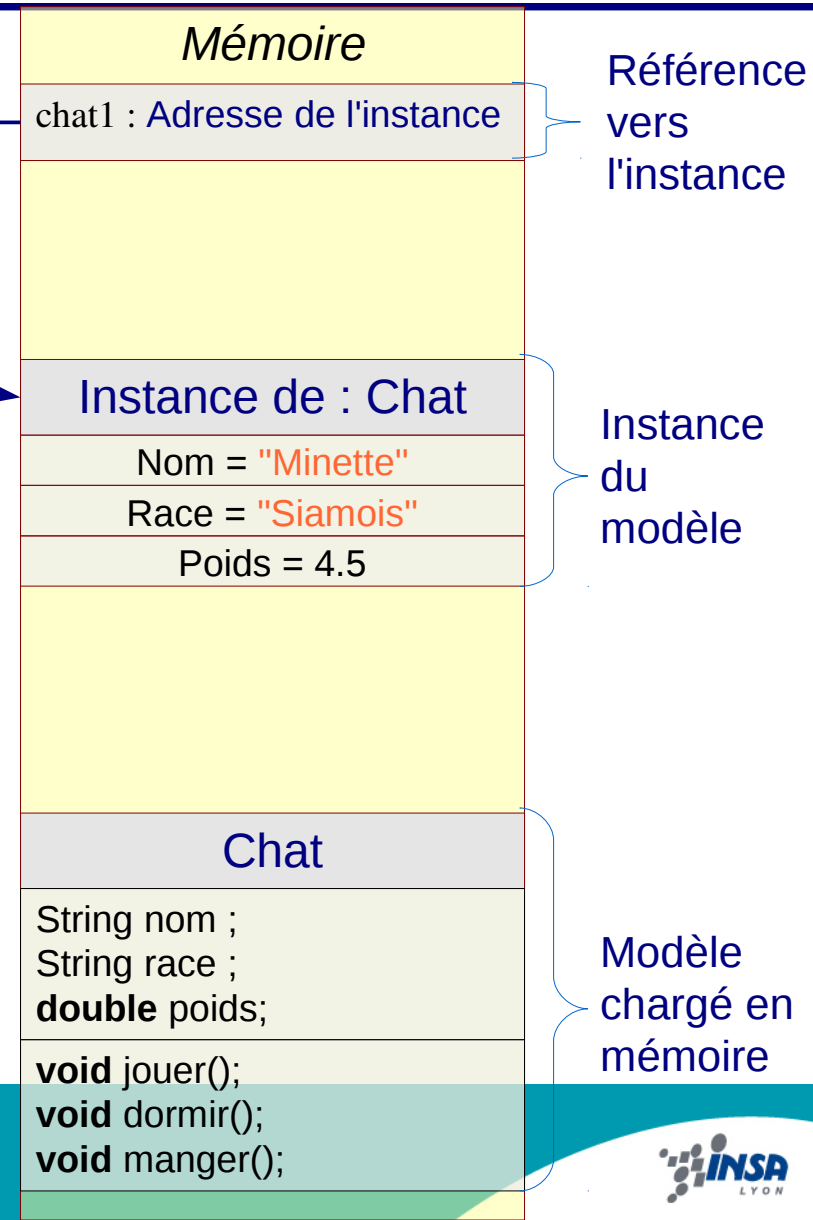 Mémoire
chat1 : Adresse de l'instance
Référence
vers
l'instance
Instance de : Chat
Nom = "Minette"
Race = "Siamois"
Poids = 4.5
Instance
du
modèle
Chat
String nom ;
String race ;
double poids;
void jouer();
void dormir();
void manger();
Modèle
chargé en
mémoire
INSA
LYON